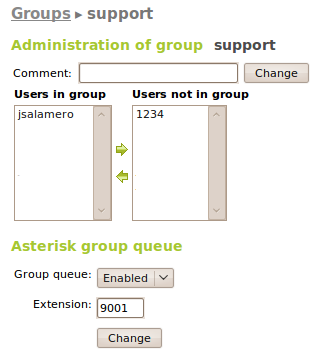 Groups ▸ support
Administration of group support
Comment: Change
Users in group Users not in group
jsalamero 1234
Asterisk group queue
Group queue: Enabled
Extension: 9001
Change